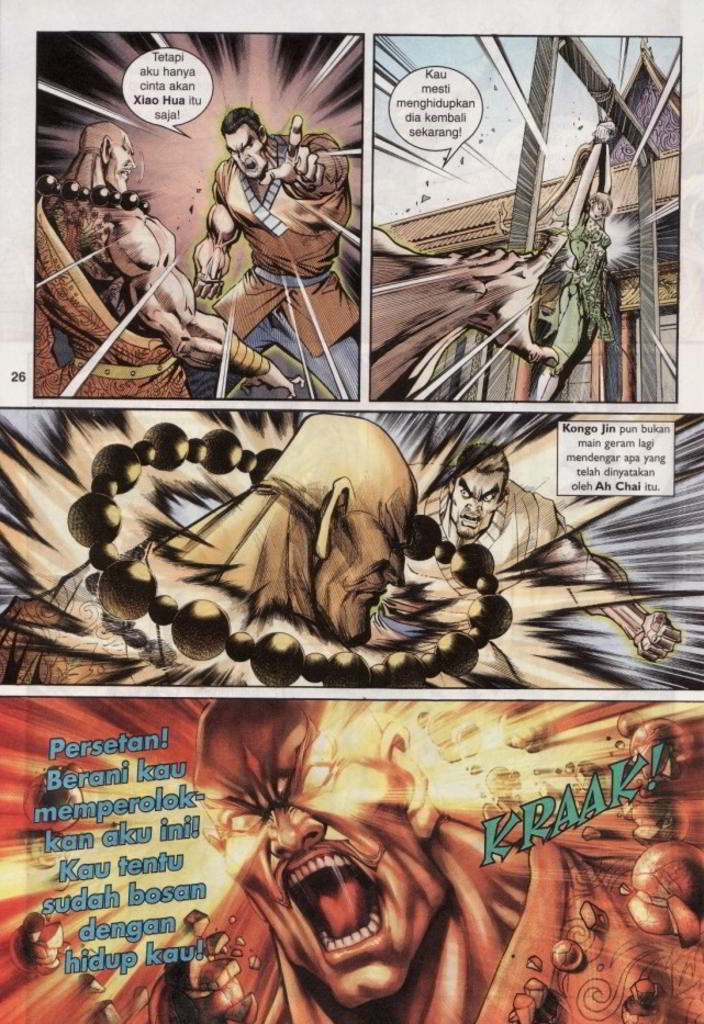 Tetapi
aku hanya
cinta akan
Xiao Hua itu
saja!
Kau
mesti
menghidupkan
dia kembali
sekarang!
26
Kongo Jin pun bukan
main geram lagi
mendengar apa yang
telah dinyatakan
oleh Ah Chai itu.
Persetan!
Berani kau
memperolok-
kan aku ini!
Kau tentu
sudah bosan
dengan
hidup kau!
KRAAK!